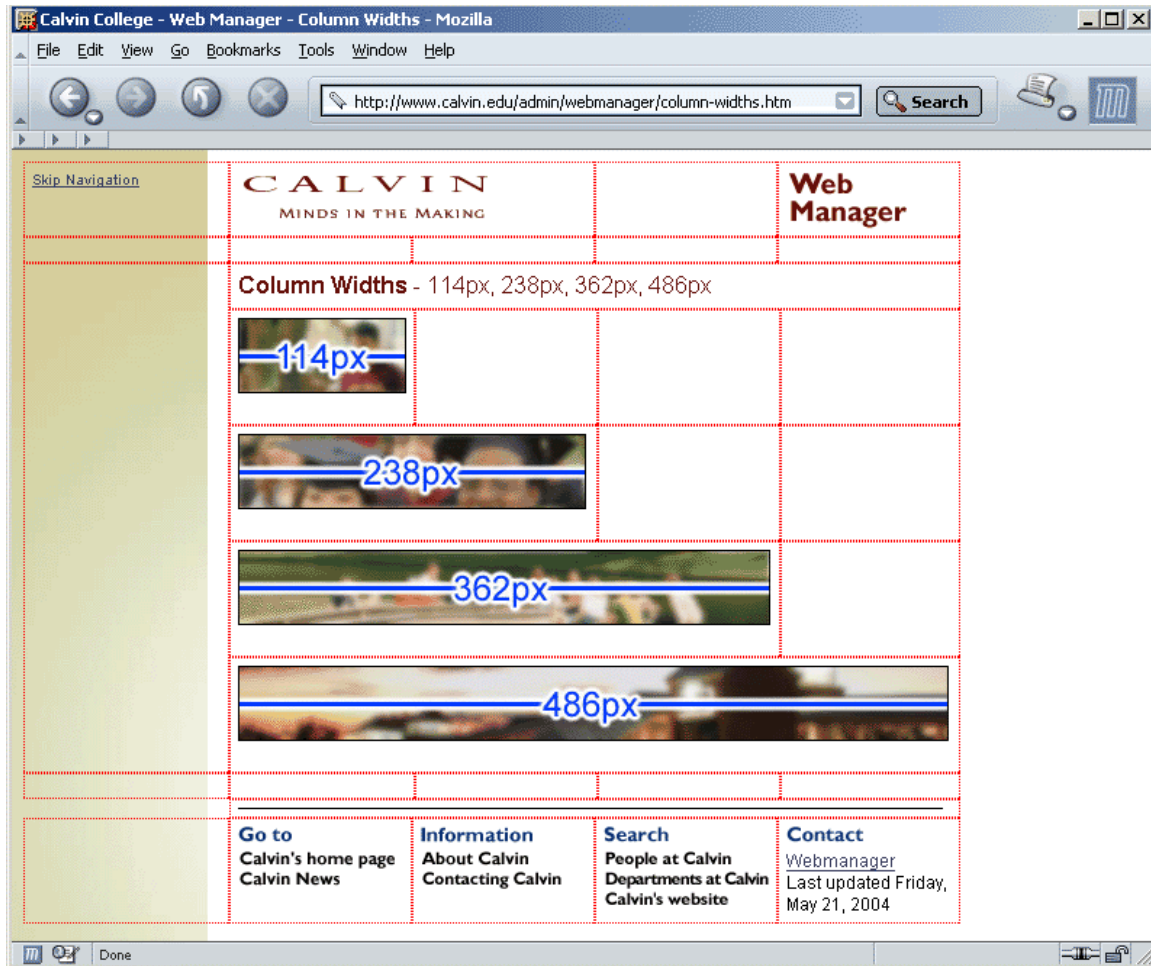 Calvin College - Web Manager - Column Widths - Mozilla
File Edit View Go Bookmarks Tools Window Help
http://www.calvin.edu/admin/webmanager/column-widths.htm
Search
Skip Navigation
CALVIN
MINDS IN THE MAKING
Web
Manager
Column Widths - 114px, 238px, 362px, 486px
114px
238px
362px
486px
Go to
Calvin's home page
Calvin News
Information
About Calvin
Contacting Calvin
Search
People at Calvin
Departments at Calvin
Calvin's website
Contact
Webmanager
Last updated Friday,
May 21, 2004
Done